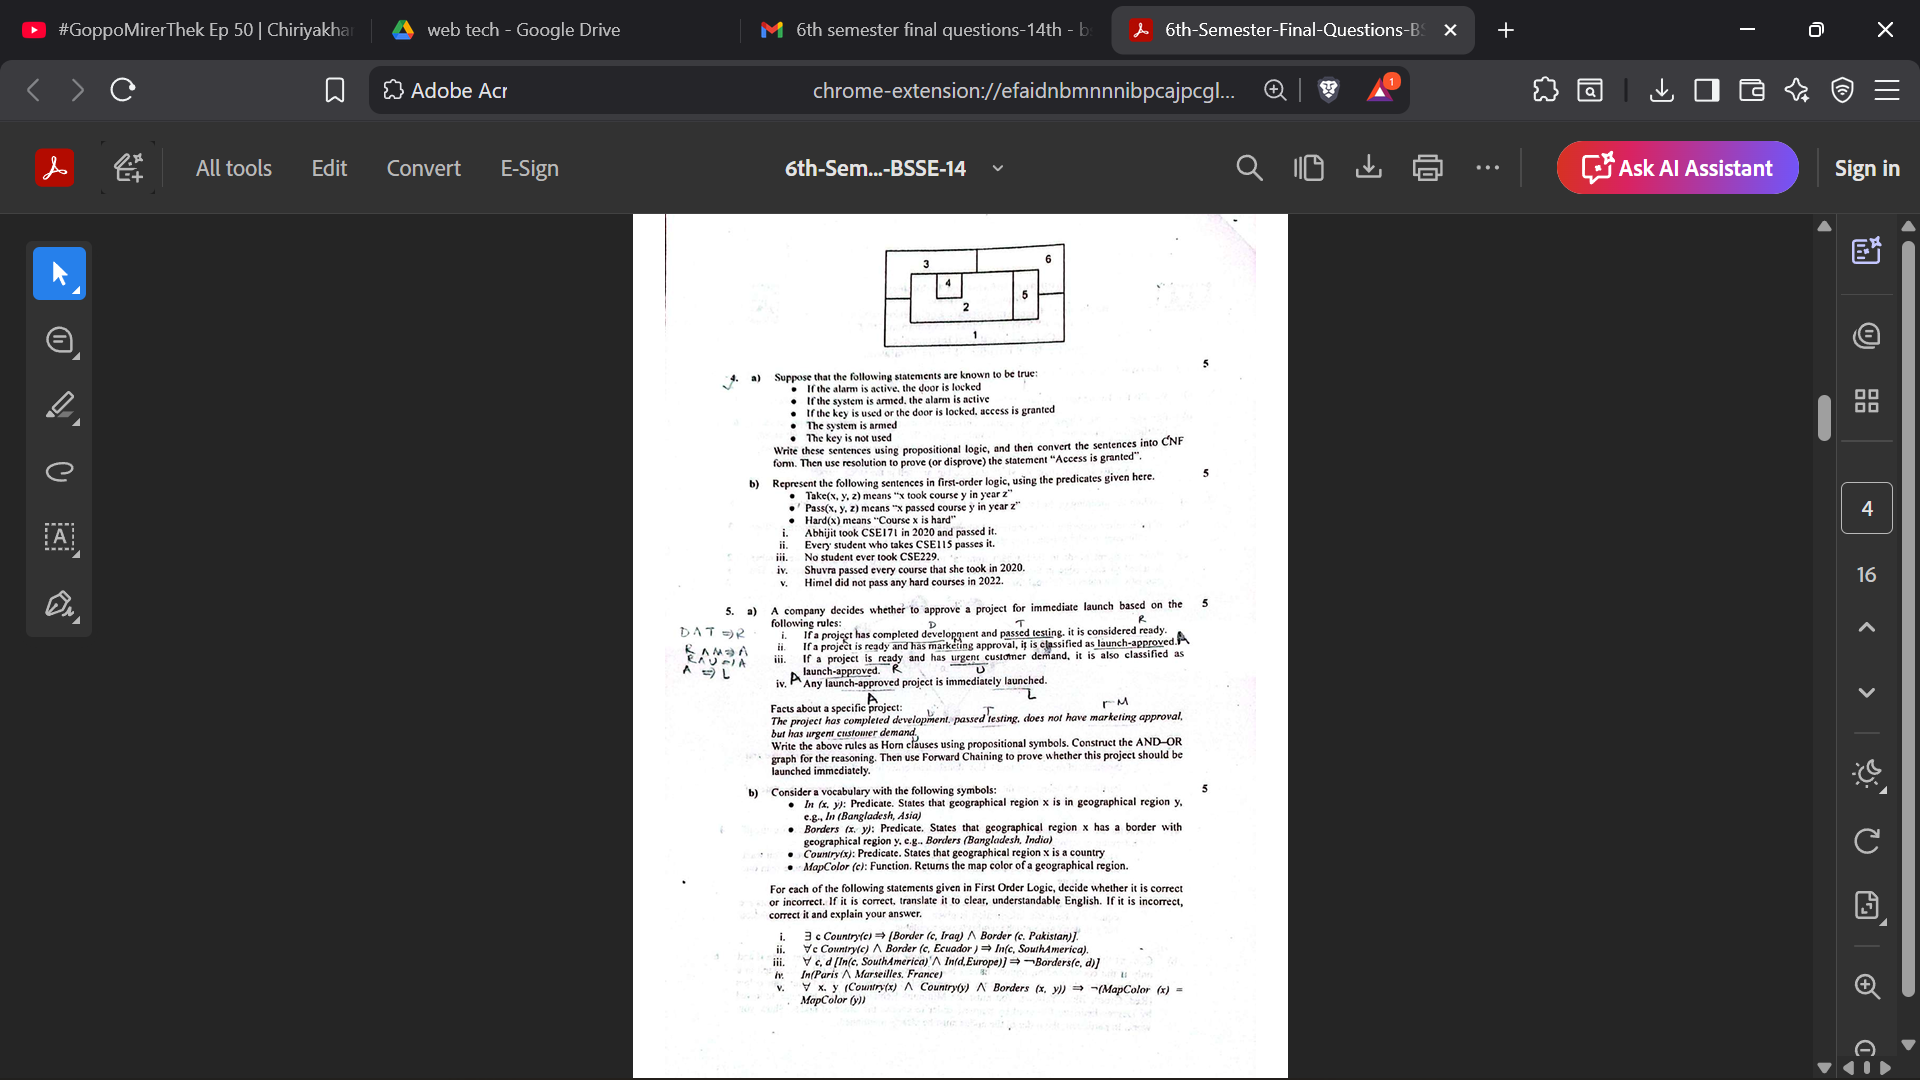 #GoppoMirerThek Ep 50 | Chiriyakhar
web tech - Google Drive
6th semester final questions-14th - bs
6th-Semester-Final-Questions-BS
Adobe Acr
chrome-extension://efaidnbmnnnibpcajpcgl...
1
All tools
Edit
Convert
E-Sign
6th-Sem...-BSSE-14
Ask AI Assistant
Sign in
3
6
4
5
2
1
4. a) Suppose that the following statements are known to be true: 5
• If the alarm is active, the door is locked
• If the system is armed, the alarm is active
• If the key is used or the door is locked, access is granted
• The system is armed
• The key is not used
Write these sentences using propositional logic, and then convert the sentences into CNF
form. Then use resolution to prove (or disprove) the statement “Access is granted”.
b) Represent the following sentences in first-order logic, using the predicates given here. 5
• Take(x, y, z) means “x took course y in year z”
• Pass(x, y, z) means “x passed course y in year z”
• Hard(x) means “Course x is hard”
i. Abhijit took CSE171 in 2020 and passed it.
ii. Every student who takes CSE115 passes it.
iii. No student ever took CSE229.
iv. Shuvra passed every course that she took in 2020.
v. Himel did not pass any hard courses in 2022.
5. a) A company decides whether to approve a project for immediate launch based on the 5
following rules:
D T R
D∧T ⇒R
i. If a project has completed development and passed testing, it is considered ready.
R M
ii. If a project is ready and has marketing approval, it is classified as launch-approved. A
R∧M⇒A
iii. If a project is ready and has urgent customer demand, it is also classified as
R∧U⇒A
launch-approved. R U
A ⇒ L
iv. A Any launch-approved project is immediately launched.
A L
Facts about a specific project:
D T ¬M
The project has completed development, passed testing, does not have marketing approval,
but has urgent customer demand.
U
Write the above rules as Horn clauses using propositional symbols. Construct the AND–OR
graph for the reasoning. Then use Forward Chaining to prove whether this project should be
launched immediately.
b) Consider a vocabulary with the following symbols: 5
• In (x, y): Predicate. States that geographical region x is in geographical region y,
e.g., In (Bangladesh, Asia)
• Borders (x, y): Predicate. States that geographical region x has a border with
geographical region y, e.g., Borders (Bangladesh, India)
• Country(x): Predicate. States that geographical region x is a country
• MapColor (c): Function. Returns the map color of a geographical region.
For each of the following statements given in First Order Logic, decide whether it is correct
or incorrect. If it is correct, translate it to clear, understandable English. If it is incorrect,
correct it and explain your answer.
i. ∃ c Country(c) ⇒ [Border (c, Iraq) ∧ Border (c, Pakistan)].
ii. ∀c Country(c) ∧ Border (c, Ecuador ) ⇒ In(c, SouthAmerica).
iii. ∀ c, d [In(c, SouthAmerica) ∧ In(d,Europe)] ⇒ ¬Borders(c, d)]
iv. In(Paris ∧ Marseilles, France)
v. ∀ x, y (Country(x) ∧ Country(y) ∧ Borders (x, y)) ⇒ ¬(MapColor (x) =
MapColor (y))
4
16